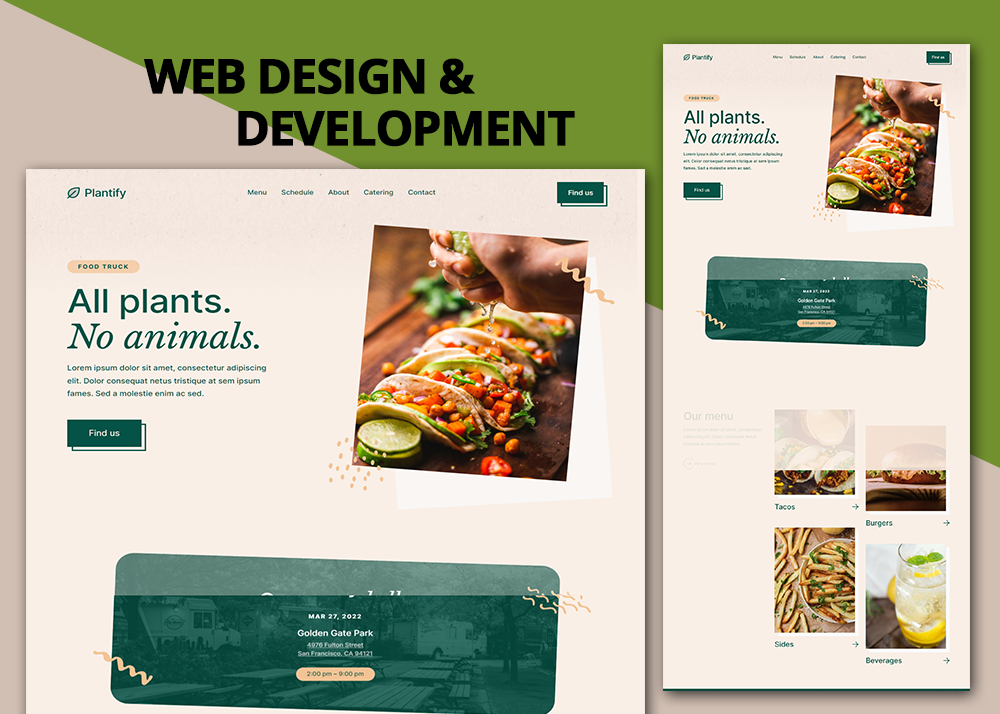 WEB DESIGN &
DEVELOPMENT
Plantify
Menu Schedule About Catering Contact
Find us
FOOD TRUCK
All plants.
No animals.
Lorem ipsum dolor sit amet, consectetur adipiscing
elit. Dolor consequat netus tristique at sem ipsum
fames. Sed a molestie enim ac sed.
Find us
MAR 27, 2022
Golden Gate Park
4976 Fulton Street
San Francisco, CA 94121
2:00 pm – 9:00 pm
Plantify
Menu Schedule About Catering Contact
Find us
FOOD TRUCK
All plants.
No animals.
Lorem ipsum dolor sit amet, consectetur adipiscing
elit. Dolor consequat netus tristique at sem ipsum
fames. Sed a molestie enim ac sed.
Find us
MAR 27, 2022
Golden Gate Park
4976 Fulton Street
San Francisco, CA 94121
2:00 pm – 9:00 pm
Our menu
Tacos
Burgers
Sides
Beverages